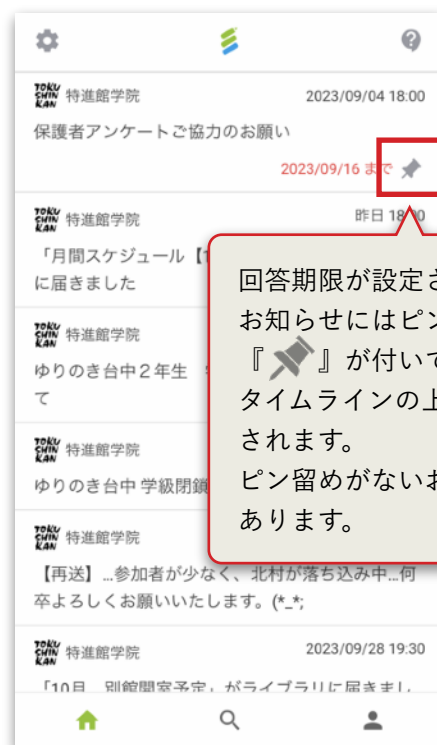 TOKU SHIN KAN 特進館学院 2023/09/04 18:00
保護者アンケートご協力のお願い
2023/09/16 まで
TOKU SHIN KAN 特進館学院 昨日 18
「月間スケジュール【
に届きました
TOKU SHIN KAN 特進館学院
ゆりのき台中2年生
て
TOKU SHIN KAN 特進館学院
ゆりのき台中 学級閉鎖
回答期限が設定さ
お知らせにはピン
『 』が付いて
タイムラインの上
されます。
ピン留めがないお
あります。
TOKU SHIN KAN 特進館学院
【再送】...参加者が少なく、北村が落ち込み中...何
卒よろしくお願いいたします。(*_*;
TOKU SHIN KAN 特進館学院 2023/09/28 19:30
「10月 別館開室予定」がライブラリに届きまし